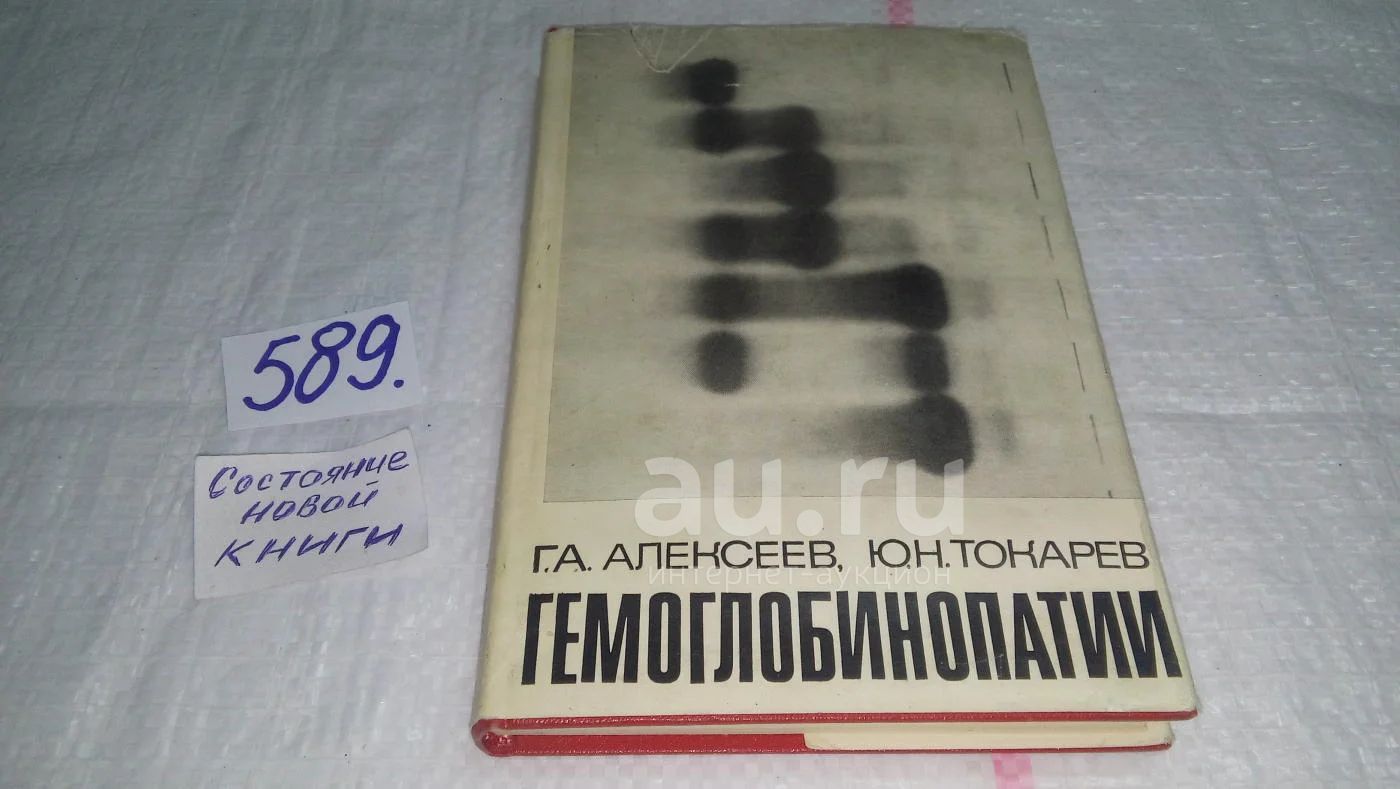 589.
Состояние
новой
книги
au.ru
интернет-аукцион
Г.А. АЛЕКСЕЕВ, Ю.Н. ТОКАРЕВ
ГЕМОГЛОБИНОПАТИИ